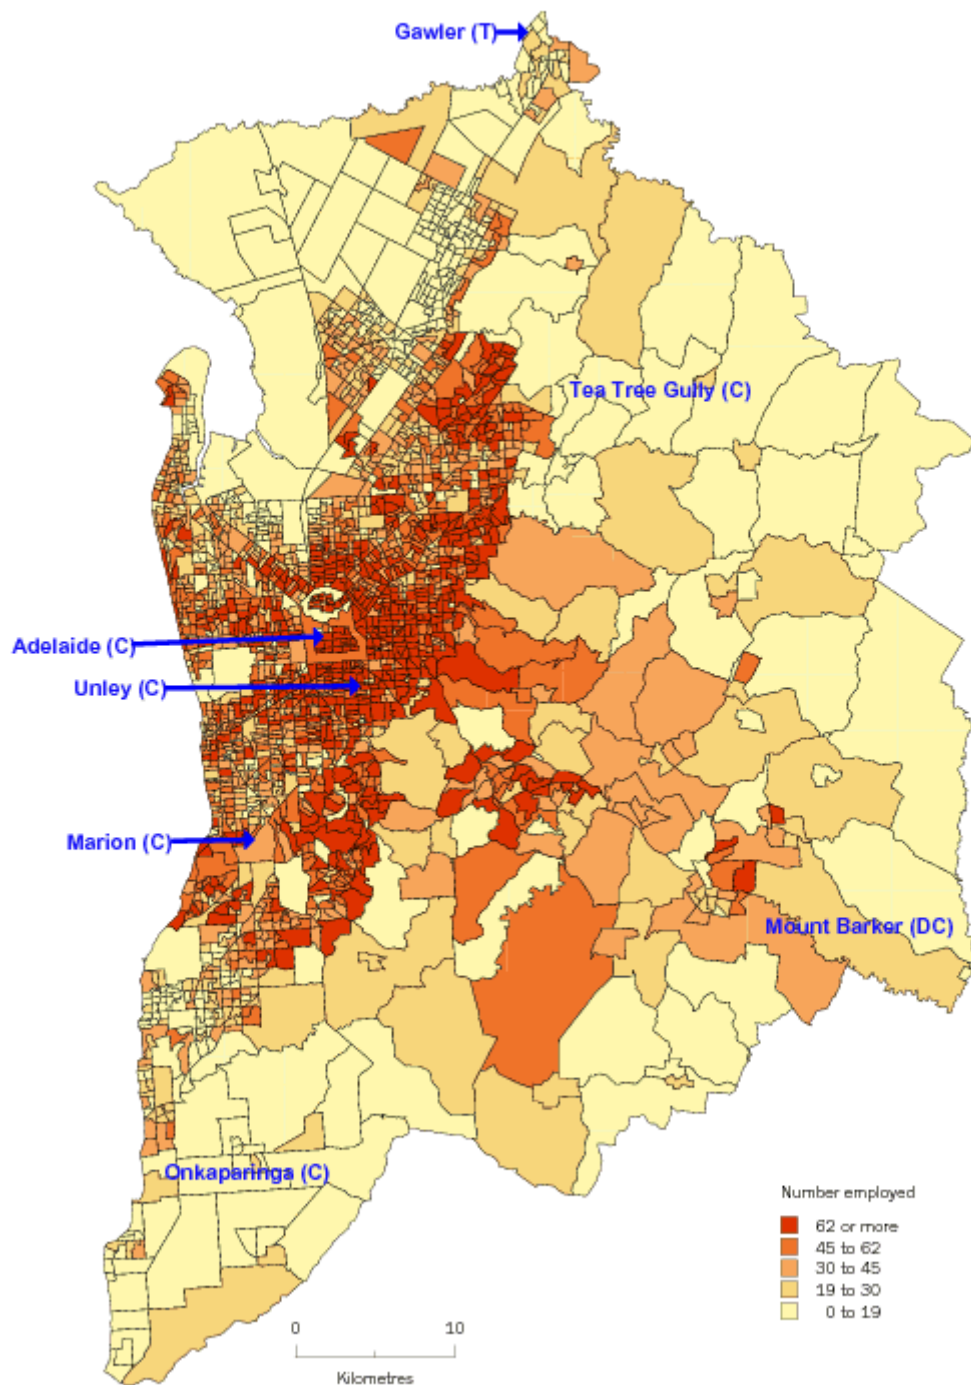 Gawler (T)
Tea Tree Gully (C)
Adelaide (C)
Unley (C)
Marion (C)
Mount Barker (DC)
Onkaparinga (C)
Number employed
62 or more
45 to 62
30 to 45
19 to 30
0 to 19
0 10
Kilometres